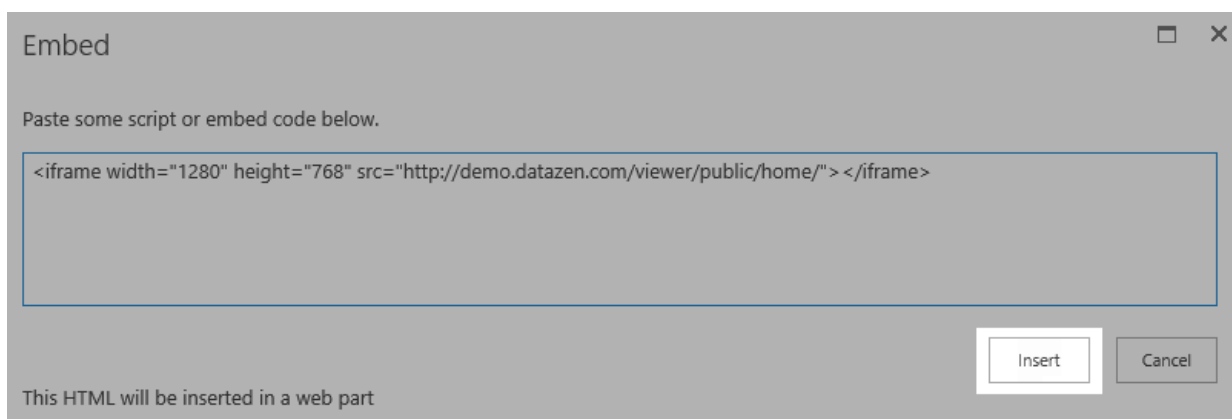 Embed
Paste some script or embed code below.
<iframe width="1280" height="768" src="http://demo.datazen.com/viewer/public/home/"></iframe>
Insert
Cancel
This HTML will be inserted in a web part